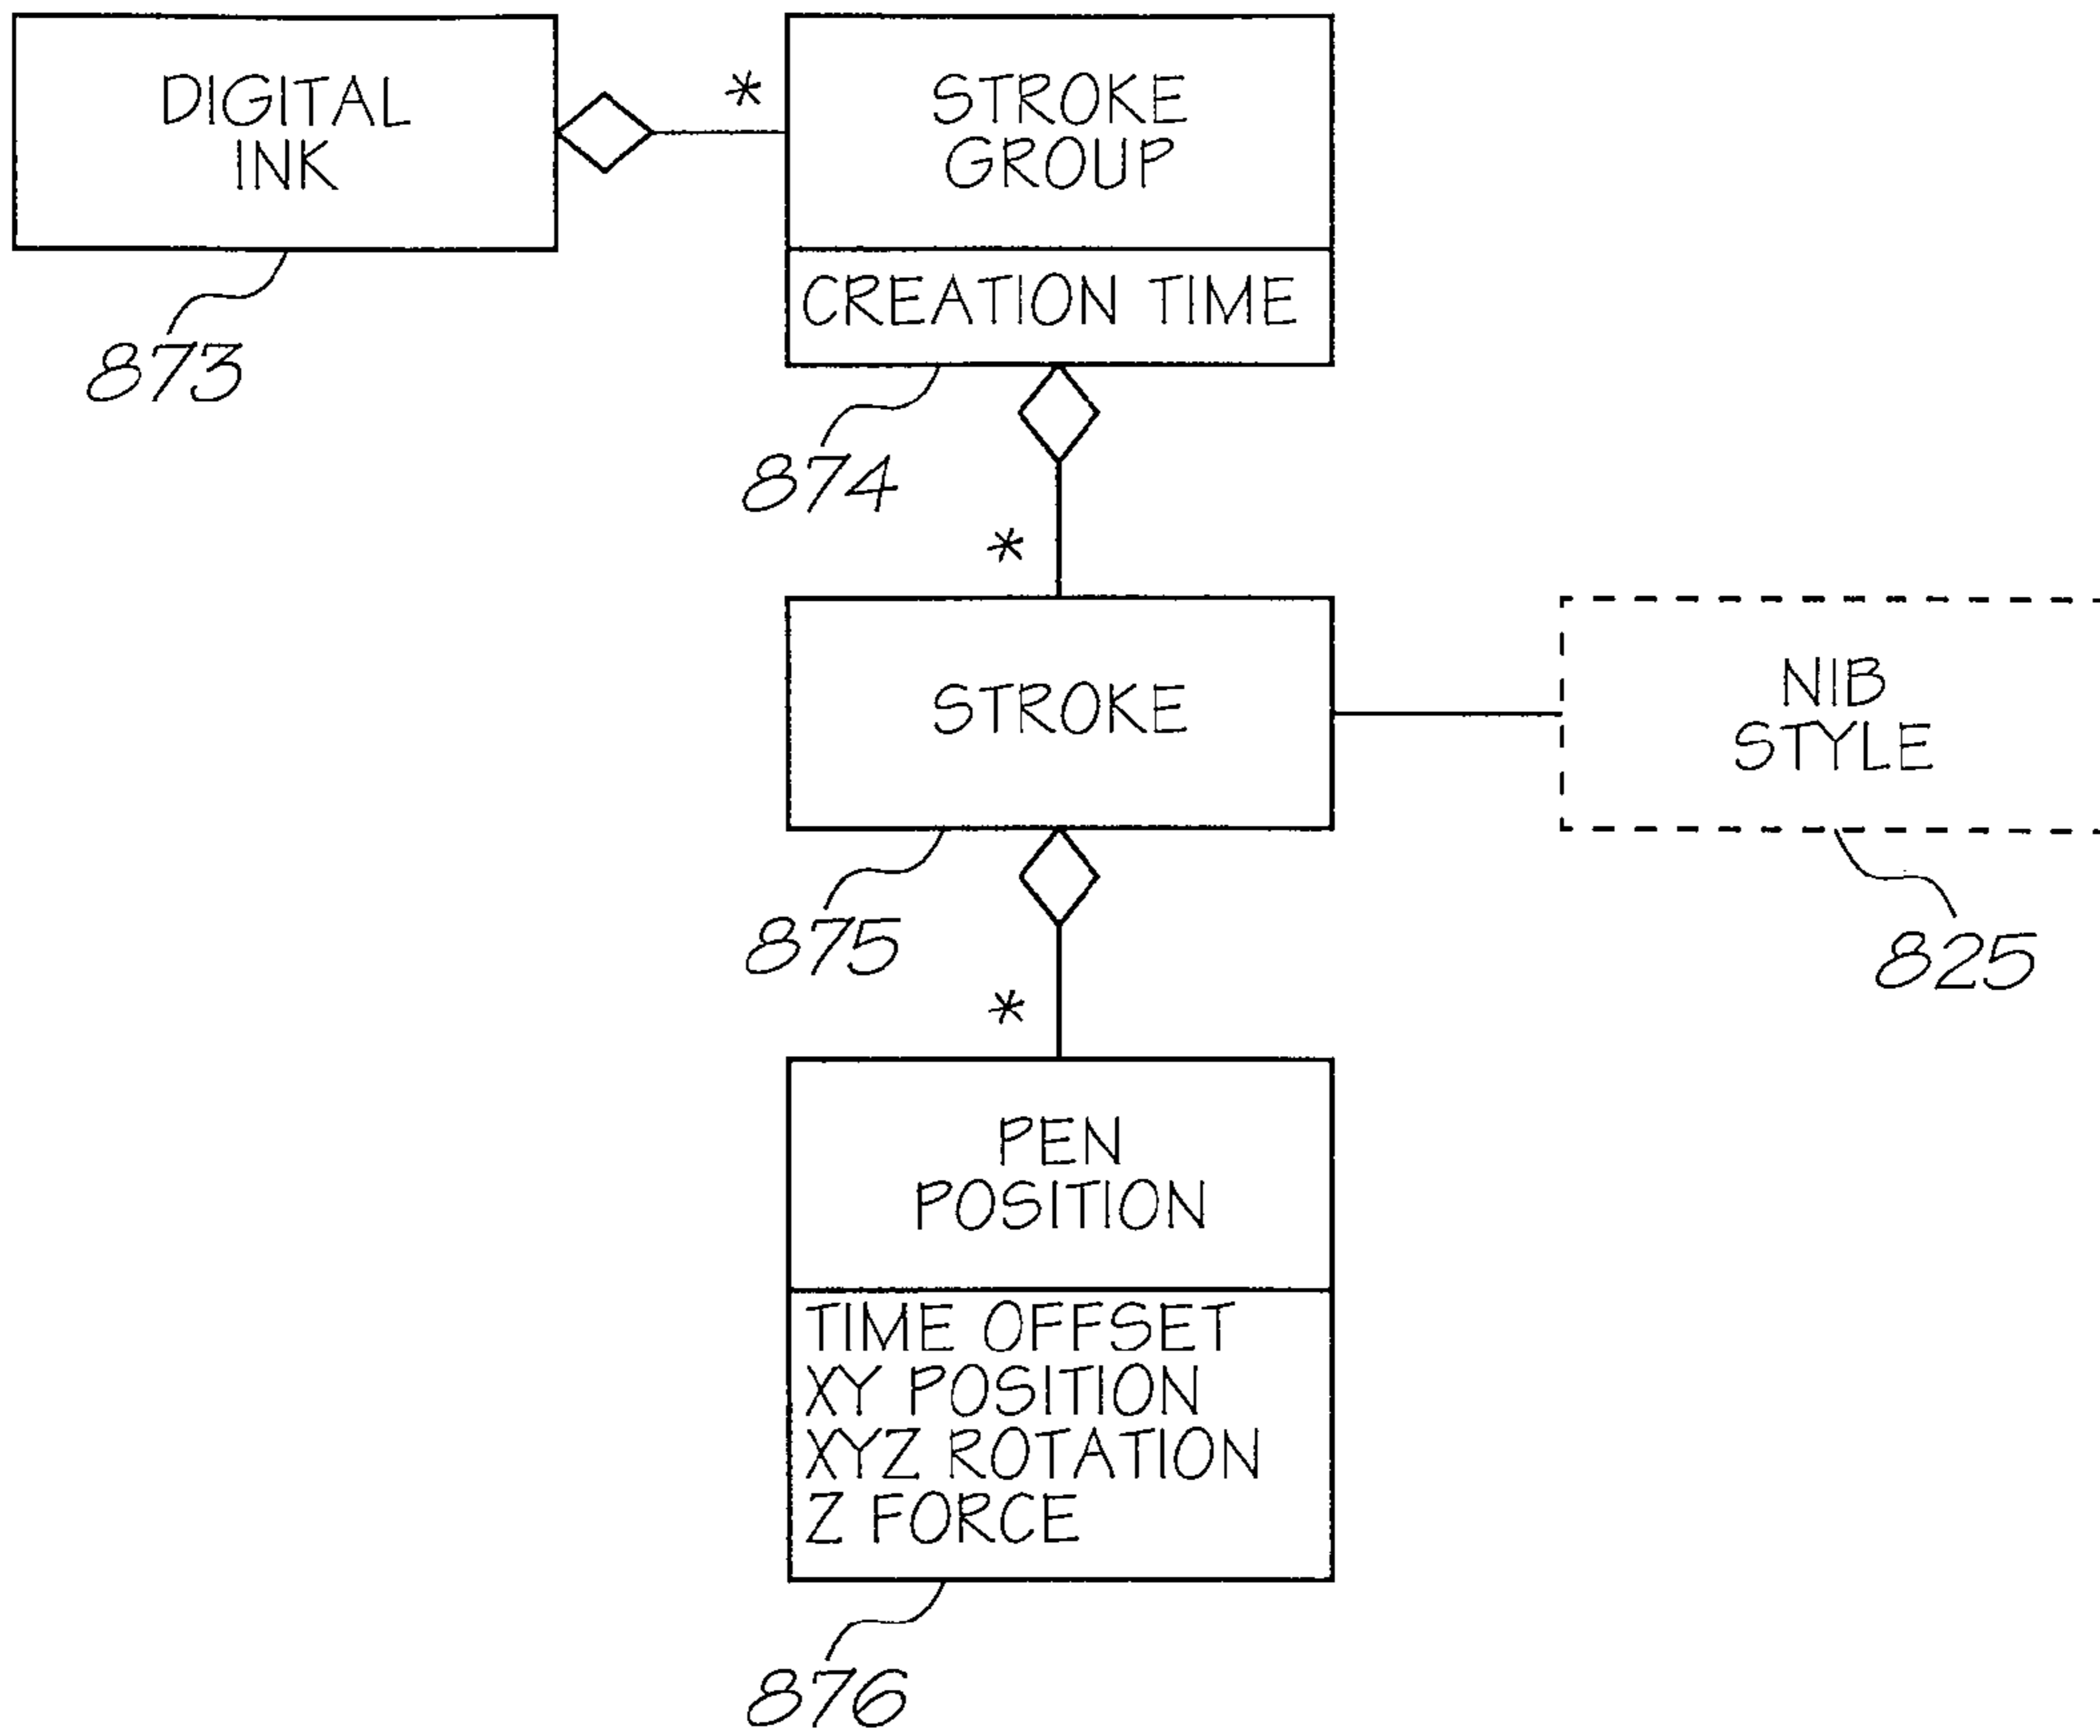 DIGITAL
INK
*
STROKE
GROUP
CREATION TIME
873
874
*
STROKE
NIB
STYLE
875
825
*
PEN
POSITION
TIME OFFSET
XY POSITION
XYZ ROTATION
Z FORCE
876